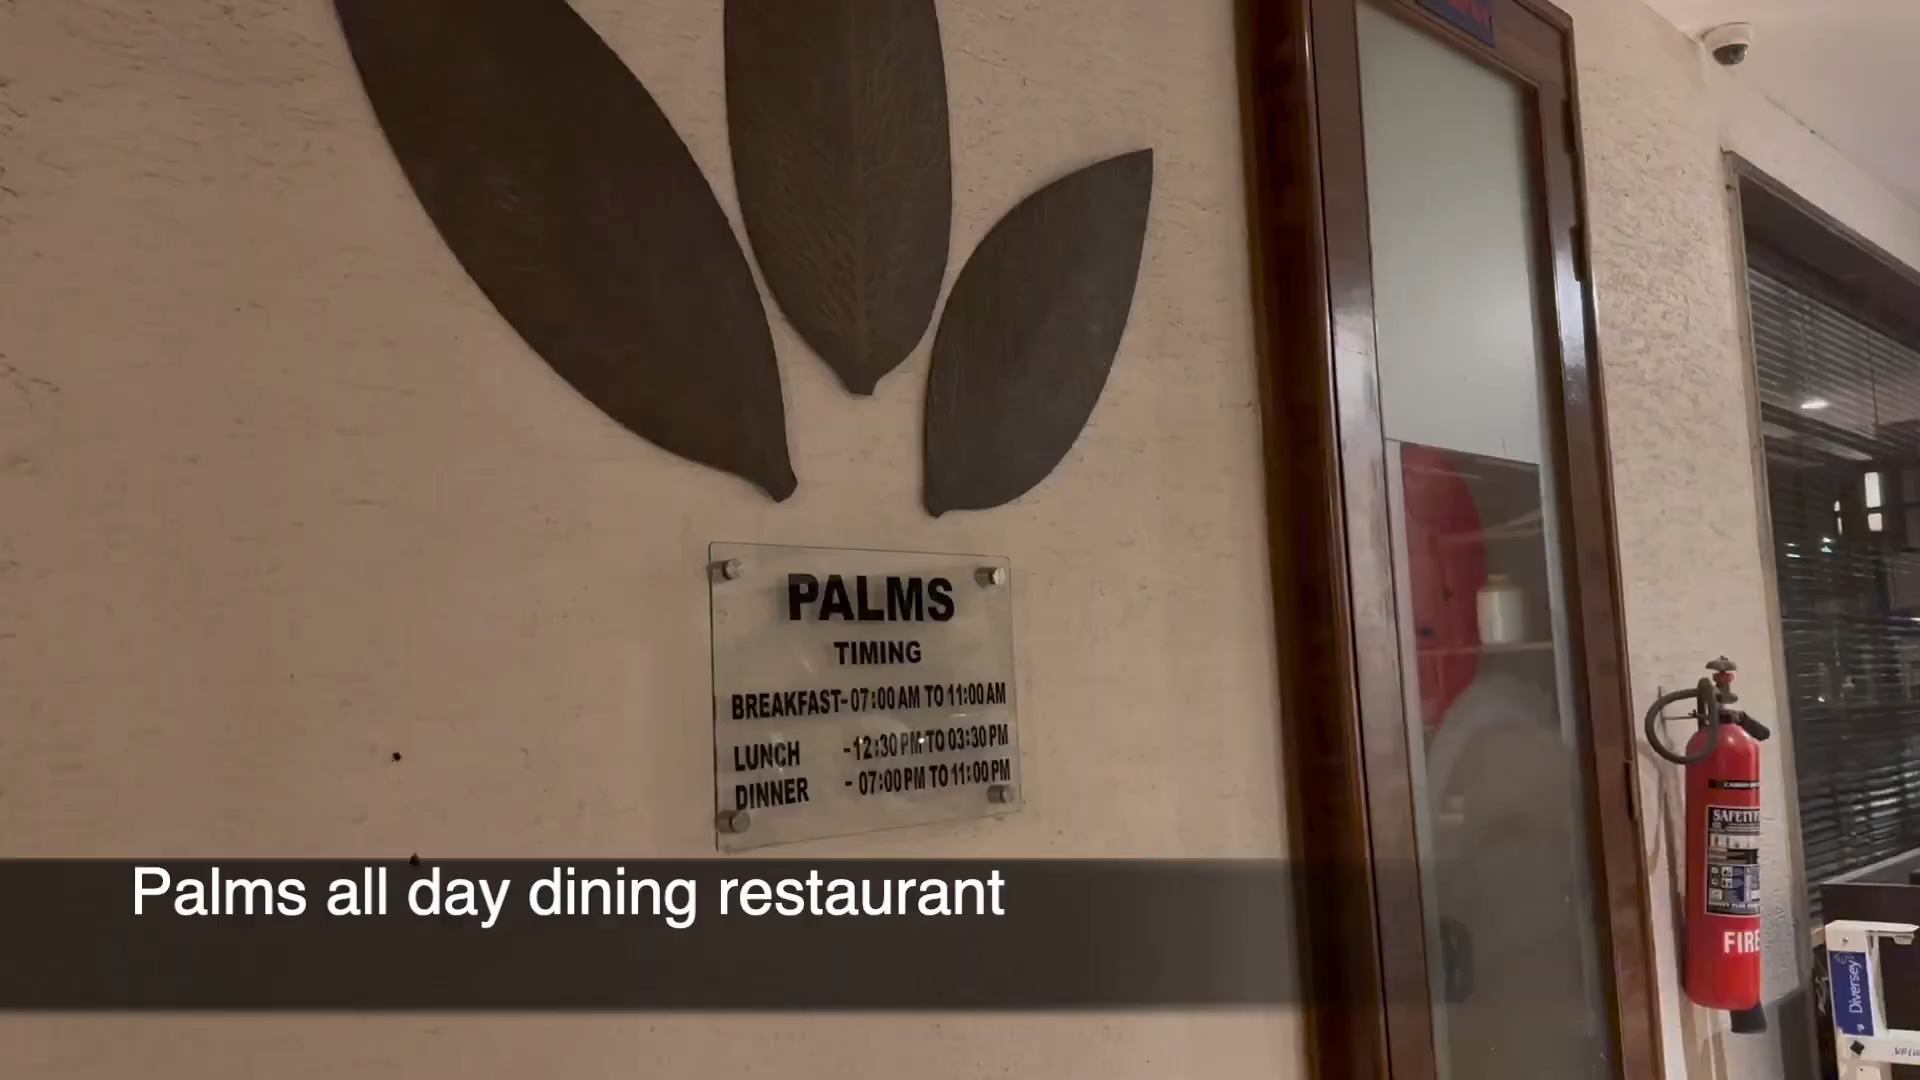 PALMS
TIMING
BREAKFAST-07:00 AM TO 11:00 AM
LUNCH -12:30 PM TO 03:30 PM
DINNER - 07:00 PM TO 11:00 PM
Palms all day dining restaurant
SAFETY
FIRE
Diversey